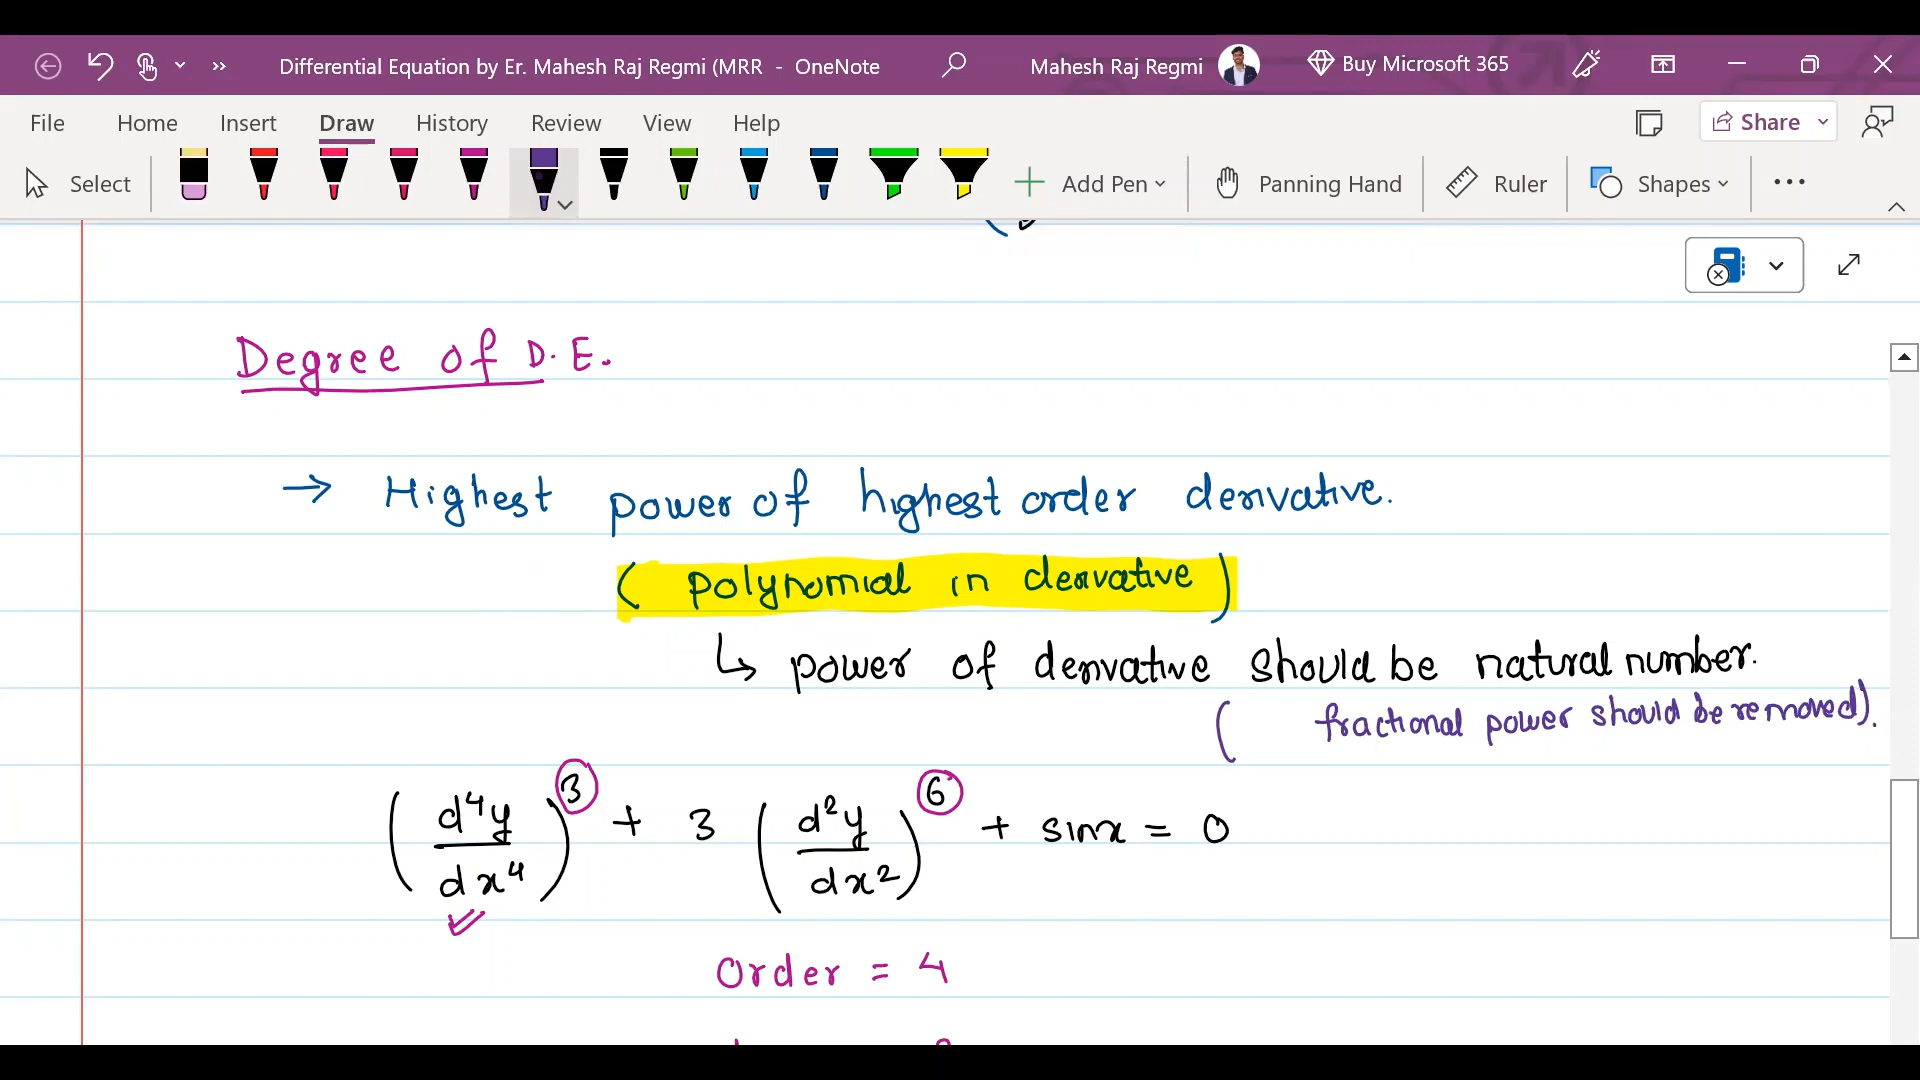 Differential Equation by Er. Mahesh Raj Regmi (MRR - OneNote
Mahesh Raj Regmi
Buy Microsoft 365
File Home Insert Draw History Review View Help
Share
Select
Add Pen
Panning Hand
Ruler
Shapes
Degree of D.E.
→ Highest power of highest order derivative.
( polynomial in derivative )
↳ power of derivative should be natural number.
( fractional power should be removed).
(d⁴y/dx⁴)³ + 3 (d²y/dx²)⁶ + sinx = 0
Order = 4